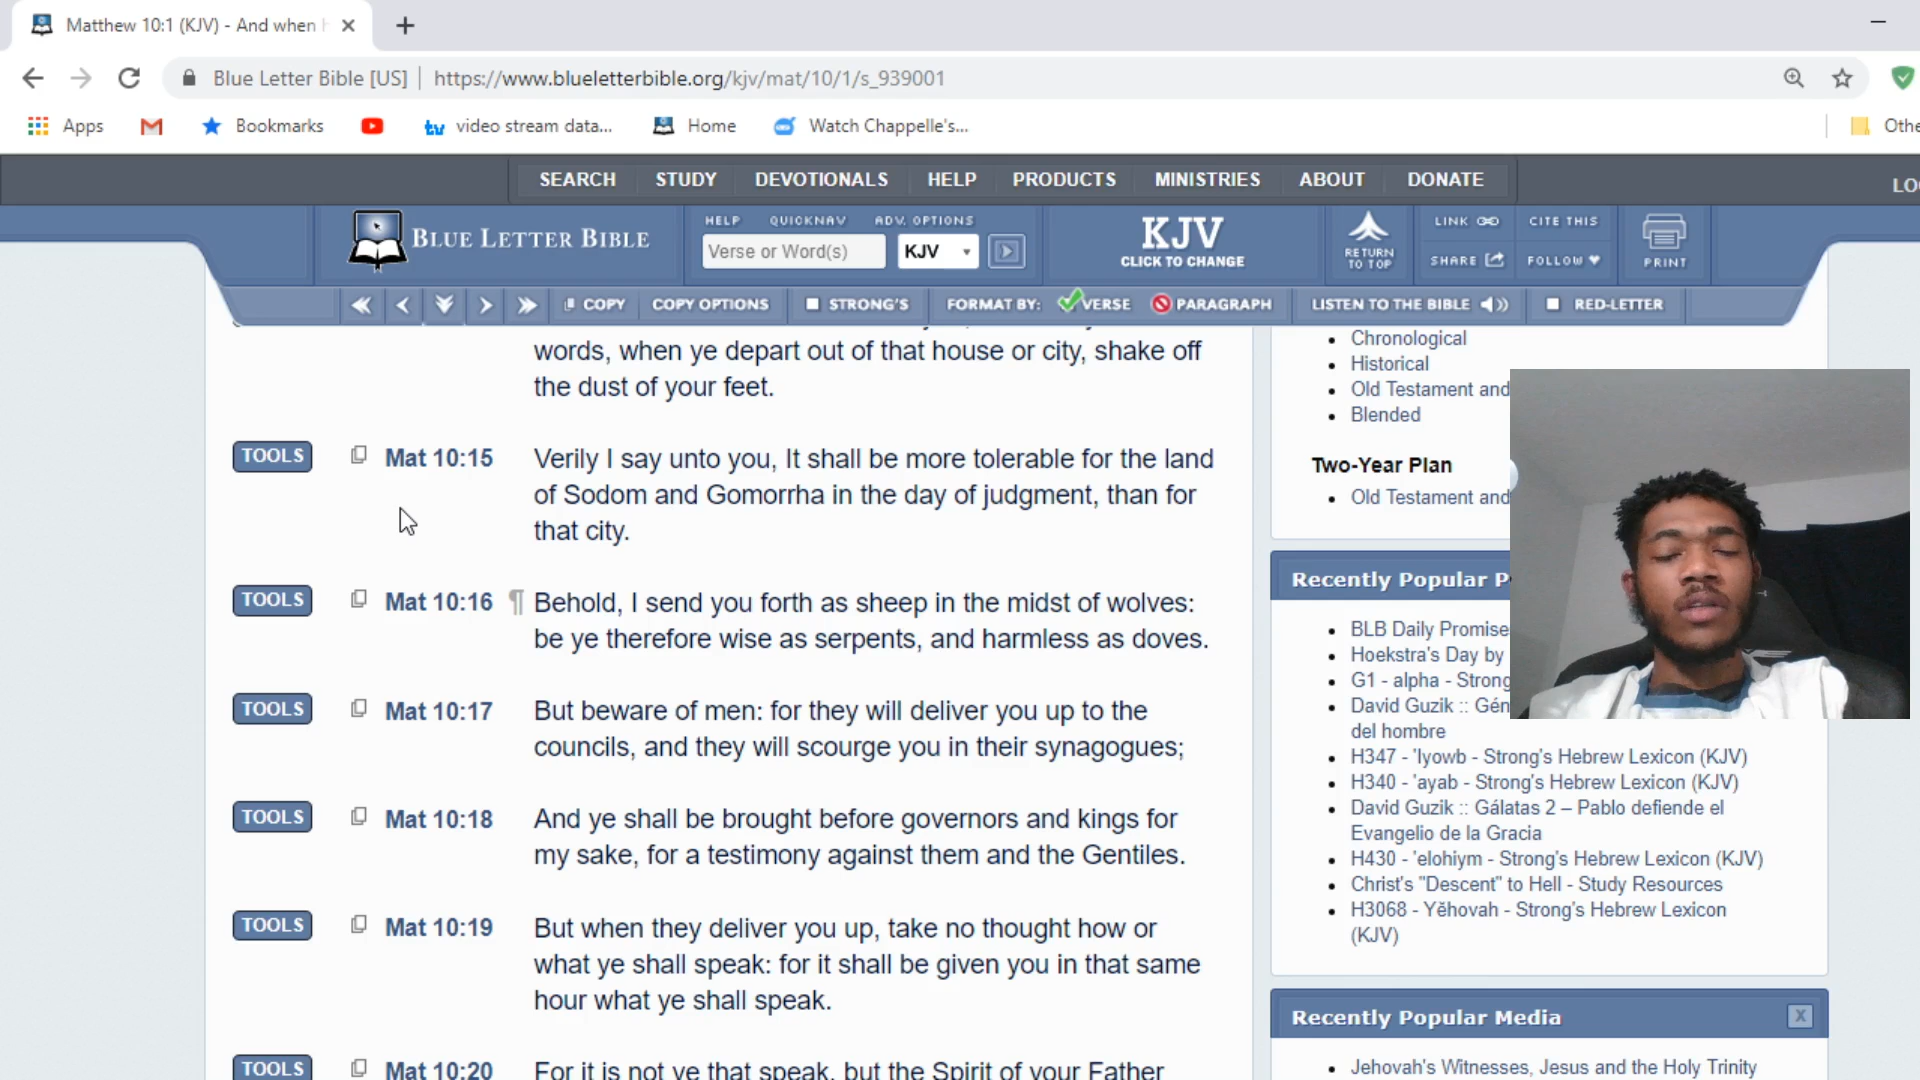 Matthew 10:1 (KJV) - And when
Blue Letter Bible [US] | https://www.blueletterbible.org/kjv/mat/10/1/s_939001
Apps Bookmarks video stream data... Home Watch Chappelle's...
SEARCH STUDY DEVOTIONALS HELP PRODUCTS MINISTRIES ABOUT DONATE
BLUE LETTER BIBLE
HELP QUICKNAV ADV. OPTIONS
Verse or Word(s) KJV
KJV
CLICK TO CHANGE
RETURN
TO TOP
LINK CITE THIS
SHARE FOLLOW
PRINT
COPY COPY OPTIONS STRONG'S FORMAT BY: VERSE PARAGRAPH LISTEN TO THE BIBLE RED-LETTER
words, when ye depart out of that house or city, shake off
the dust of your feet.
TOOLS Mat 10:15 Verily I say unto you, It shall be more tolerable for the land
of Sodom and Gomorrha in the day of judgment, than for
that city.
TOOLS Mat 10:16 ¶ Behold, I send you forth as sheep in the midst of wolves:
be ye therefore wise as serpents, and harmless as doves.
TOOLS Mat 10:17 But beware of men: for they will deliver you up to the
councils, and they will scourge you in their synagogues;
TOOLS Mat 10:18 And ye shall be brought before governors and kings for
my sake, for a testimony against them and the Gentiles.
TOOLS Mat 10:19 But when they deliver you up, take no thought how or
what ye shall speak: for it shall be given you in that same
hour what ye shall speak.
TOOLS Mat 10:20 For it is not ye that speak, but the Spirit of your Father
Chronological
Historical
Old Testament and
Blended
Two-Year Plan
Old Testament and
Recently Popular
BLB Daily Promise
Hoekstra's Day by
G1 - alpha - Strong
David Guzik :: Gén
del hombre
H347 - 'Iyowb - Strong's Hebrew Lexicon (KJV)
H340 - 'ayab - Strong's Hebrew Lexicon (KJV)
David Guzik :: Gálatas 2 – Pablo defiende el
Evangelio de la Gracia
H430 - 'elohiym - Strong's Hebrew Lexicon (KJV)
Christ's "Descent" to Hell - Study Resources
H3068 - Yĕhovah - Strong's Hebrew Lexicon
(KJV)
Recently Popular Media X
Jehovah's Witnesses, Jesus and the Holy Trinity